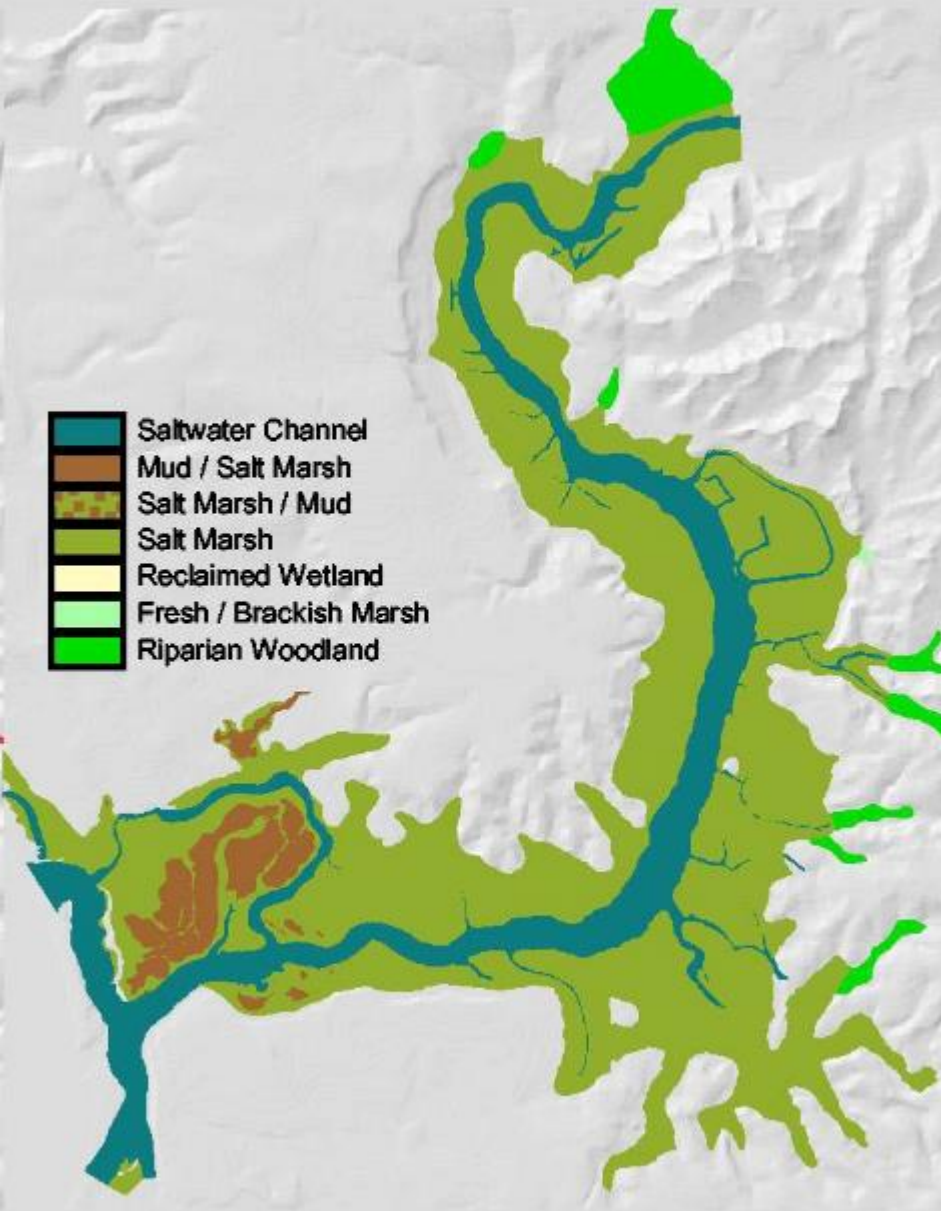 Saltwater Channel
Mud / Salt Marsh
Salt Marsh / Mud
Salt Marsh
Reclaimed Wetland
Fresh / Brackish Marsh
Riparian Woodland